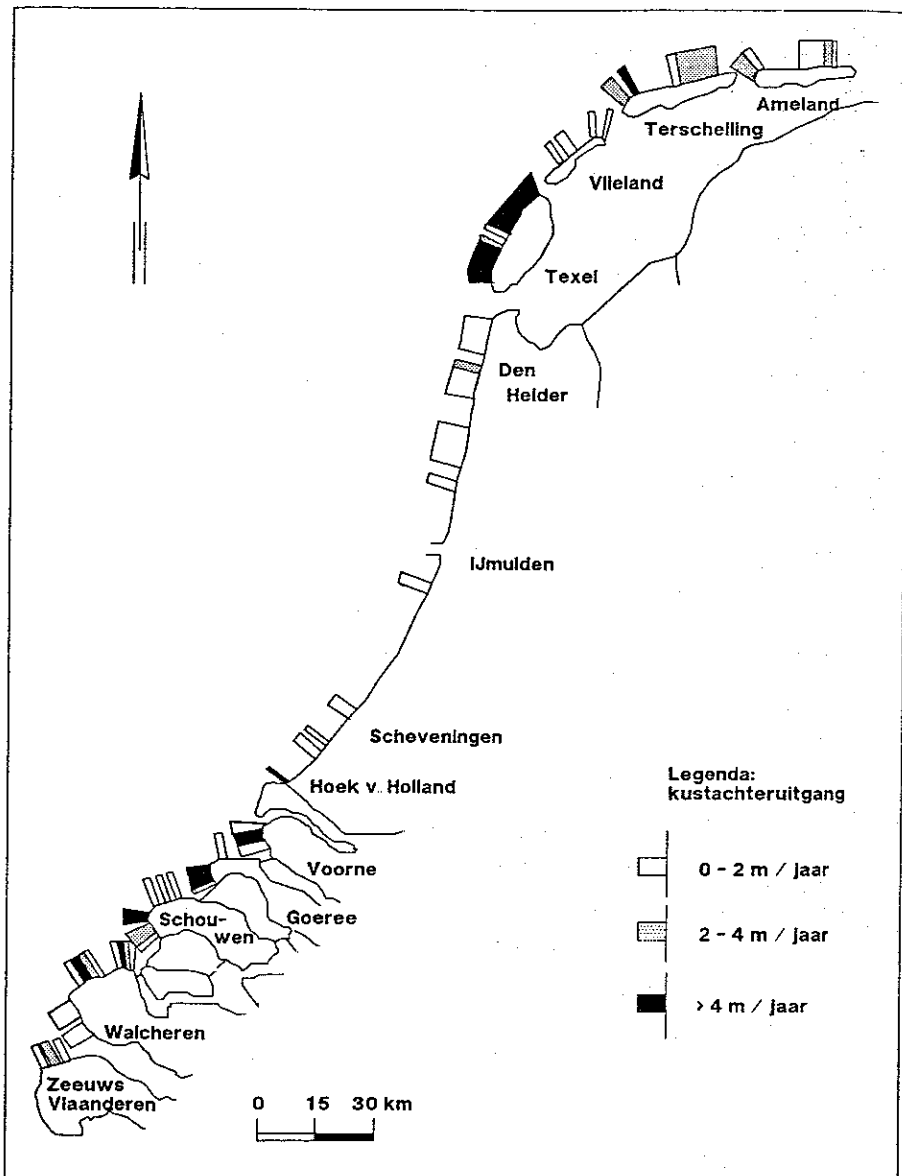 Ameland
Terschelling
Vlieland
Texel
Den
Helder
IJmuiden
Scheveningen
Hoek v. Holland
Voorne
Goeree
Schou-
wen
Walcheren
Zeeuws
Vlaanderen
Legenda:
kustachteruitgang
0 - 2 m / jaar
2 - 4 m / jaar
> 4 m / jaar
0 15 30 km